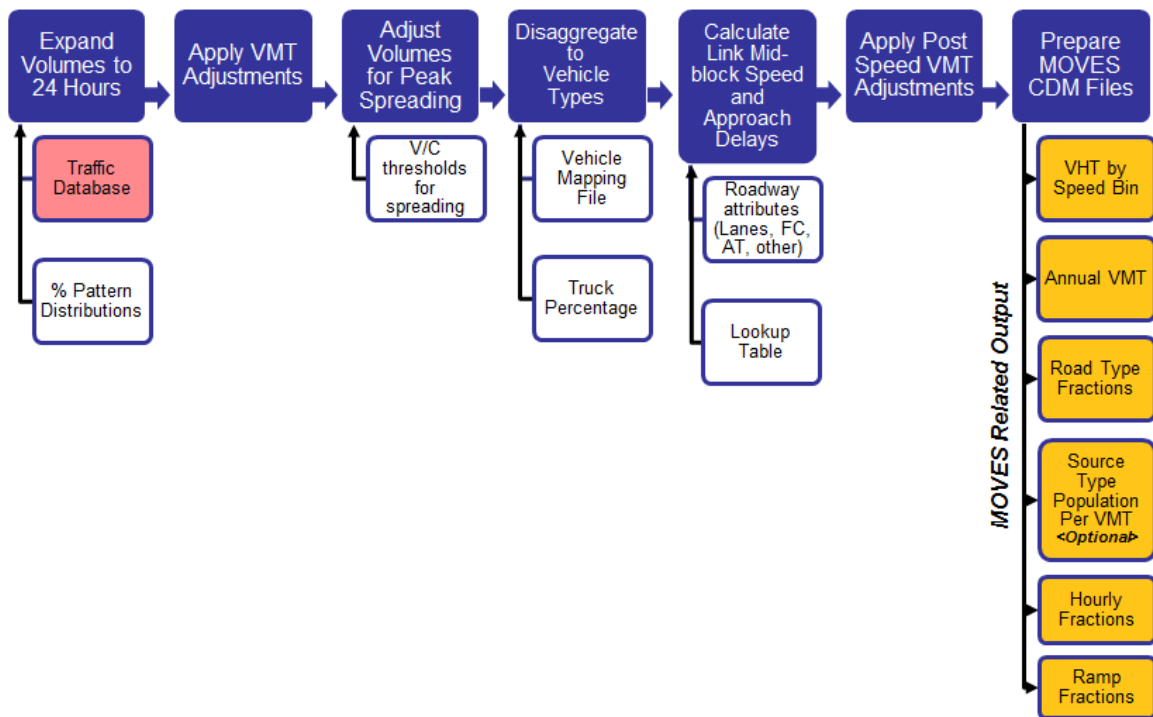 Expand
Volumes to
24 Hours
Apply VMT
Adjustments
Adjust
Volumes
for Peak
Spreading
Disaggregate
to
Vehicle
Types
Calculate
Link Mid-
block Speed
and
Approach
Delays
Apply Post
Speed VMT
Adjustments
Prepare
MOVES
CDM Files
Traffic
Database
% Pattern
Distributions
V/C
thresholds
for
spreading
Vehicle
Mapping
File
Truck
Percentage
Roadway
attributes
(Lanes, FC,
AT, other)
Lookup
Table
MOVES Related Output
VHT by
Speed Bin
Annual VMT
Road Type
Fractions
Source
Type
Population
Per VMT
<Optional>
Hourly
Fractions
Ramp
Fractions